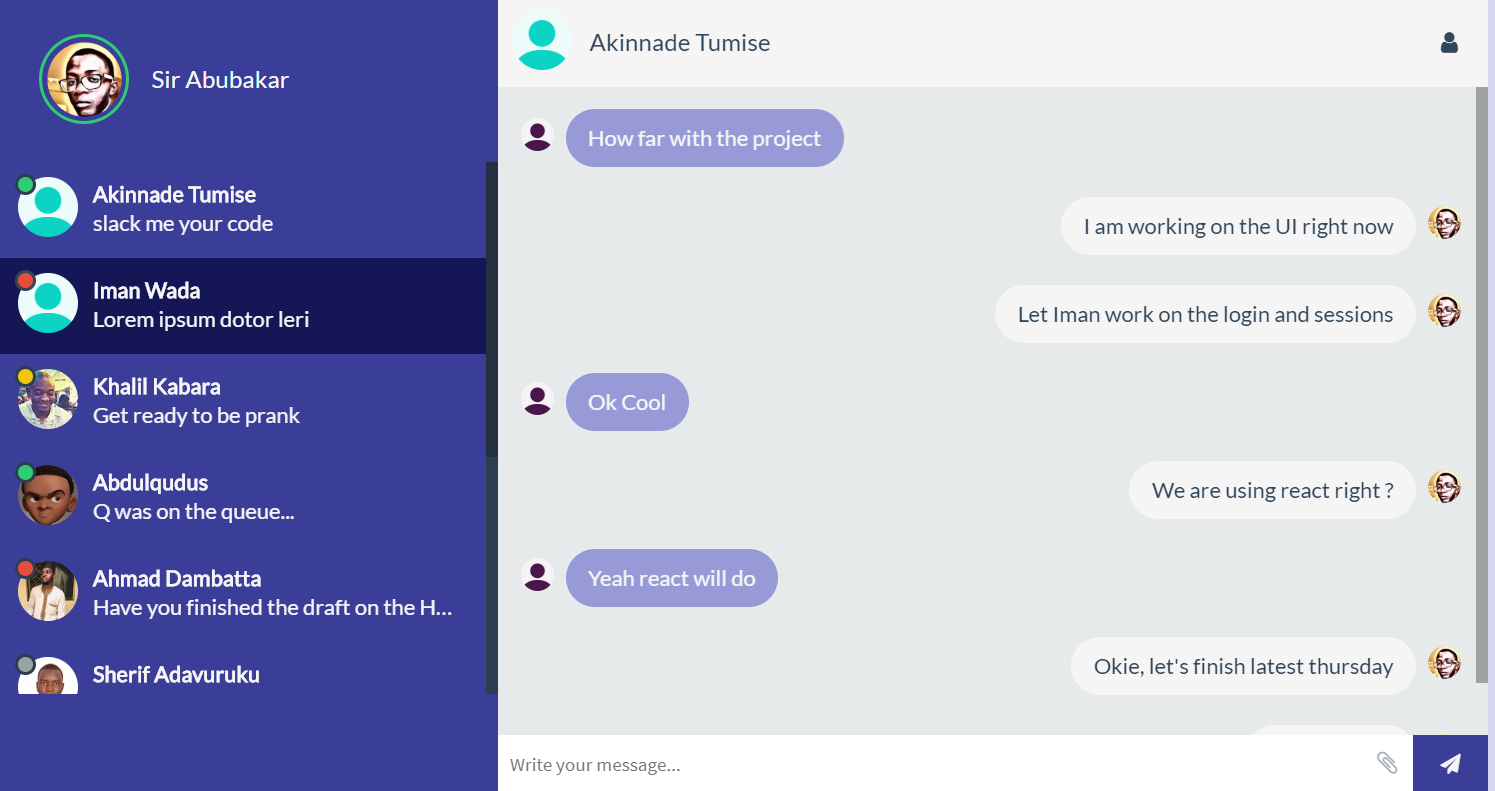 Sir Abubakar
Akinnade Tumise
slack me your code
Iman Wada
Lorem ipsum dotor leri
Khalil Kabara
Get ready to be prank
Abdulqudus
Q was on the queue...
Ahmad Dambatta
Have you finished the draft on the H...
Sherif Adavuruku
Akinnade Tumise
How far with the project
I am working on the UI right now
Let Iman work on the login and sessions
Ok Cool
We are using react right ?
Yeah react will do
Okie, let's finish latest thursday
Write your message...